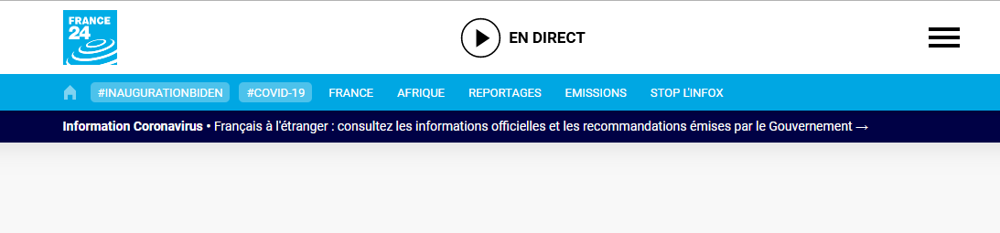 FRANCE
24
EN DIRECT
#INAUGURATIONBIDEN #COVID-19 FRANCE AFRIQUE REPORTAGES EMISSIONS STOP L'INFOX
Information Coronavirus • Français à l'étranger : consultez les informations officielles et les recommandations émises par le Gouvernement →